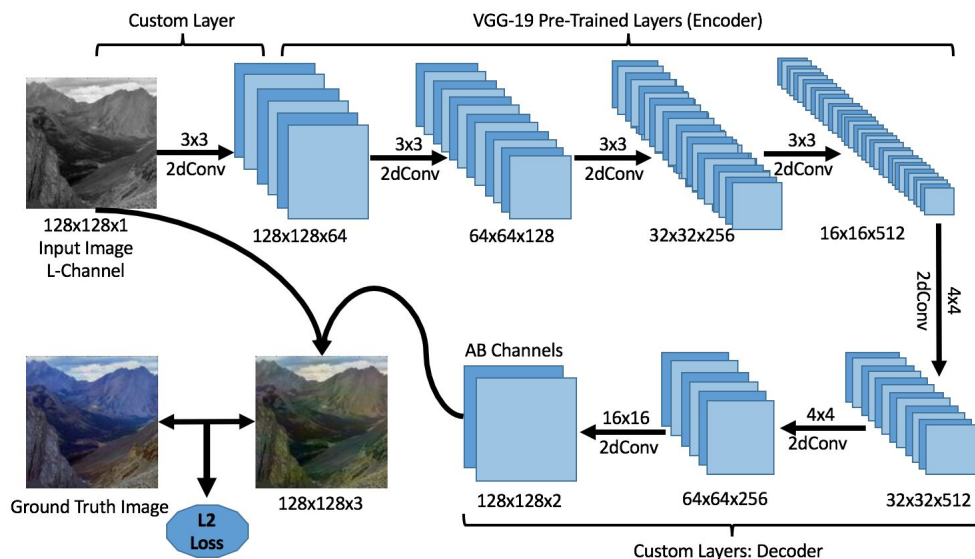 Custom Layer
VGG-19 Pre-Trained Layers (Encoder)
3x3
2dConv
3x3
2dConv
3x3
2dConv
3x3
2dConv
128x128x1
Input Image
L-Channel
128x128x64
64x64x128
32x32x256
16x16x512
4x4
2dConv
AB Channels
16x16
2dConv
4x4
2dConv
Ground Truth Image
128x128x3
128x128x2
64x64x256
32x32x512
L2
Loss
Custom Layers: Decoder